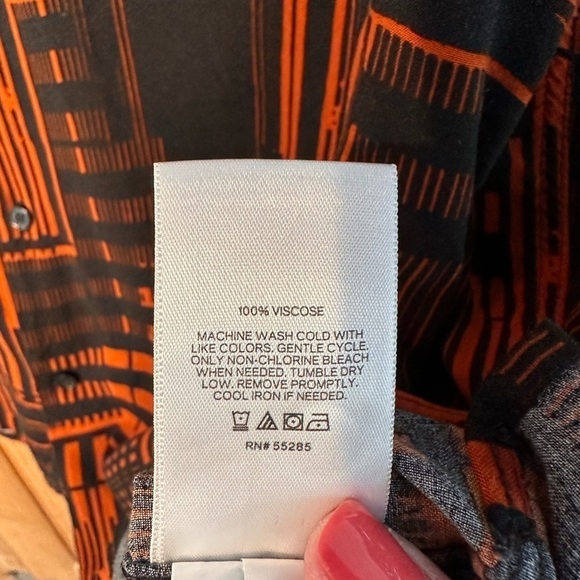 100% VISCOSE
MACHINE WASH COLD WITH
LIKE COLORS. GENTLE CYCLE.
ONLY NON-CHLORINE BLEACH
WHEN NEEDED. TUMBLE DRY
LOW. REMOVE PROMPTLY.
COOL IRON IF NEEDED.
RN# 55285